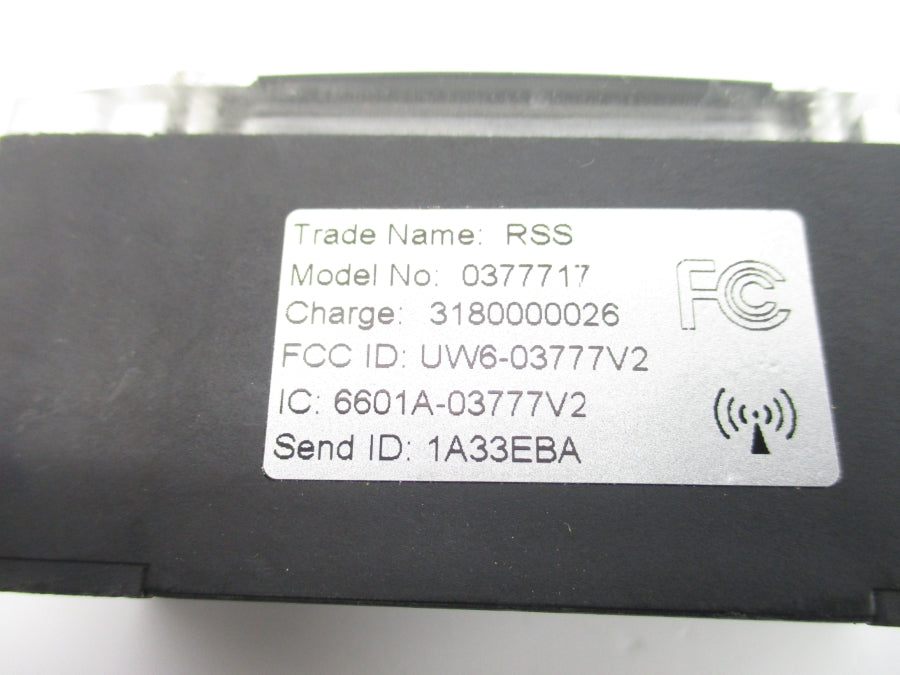 Trade Name: RSS
Model No: 0377717
Charge: 3180000026
FCC ID: UW6-03777V2
IC: 6601A-03777V2
Send ID: 1A33EBA
FC